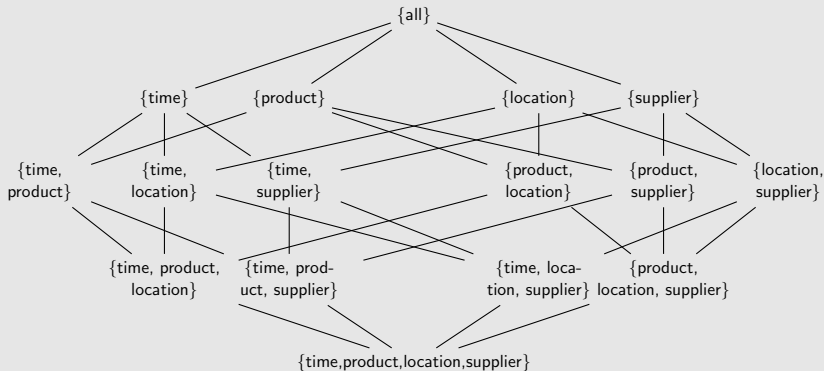 {all}
{time}
{product}
{location}
{supplier}
{time,
product}
{time,
location}
{time,
supplier}
{product,
location}
{product,
supplier}
{location,
supplier}
{time, product,
location}
{time, prod-
uct, supplier}
{time, loca-
tion, supplier}
{product,
location, supplier}
{time,product,location,supplier}